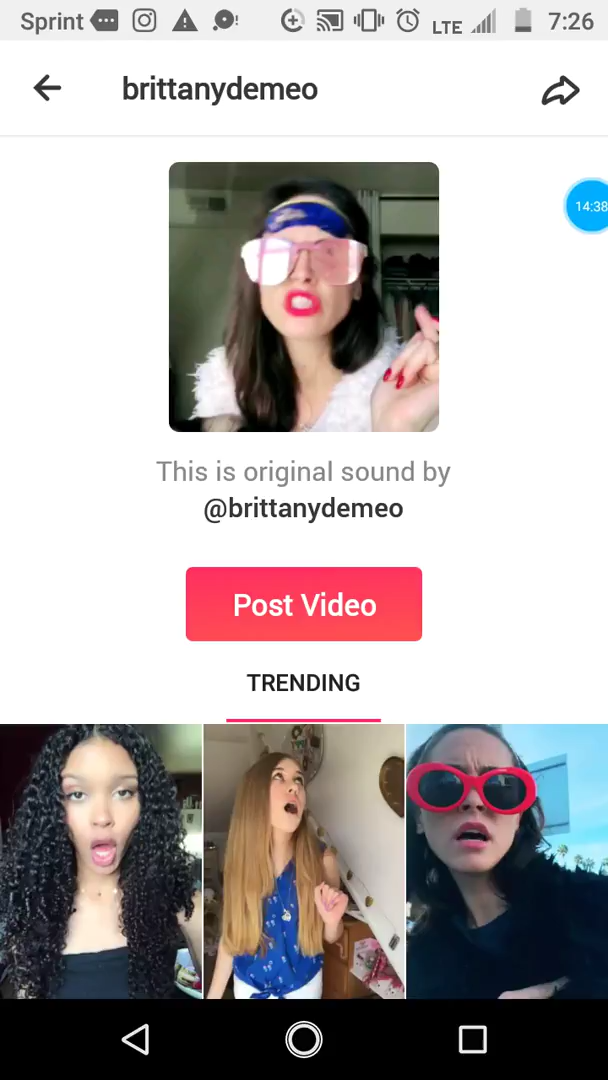 Sprint LTE 7:26
brittanydemeo
14:38
This is original sound by
@brittanydemeo
Post Video
TRENDING